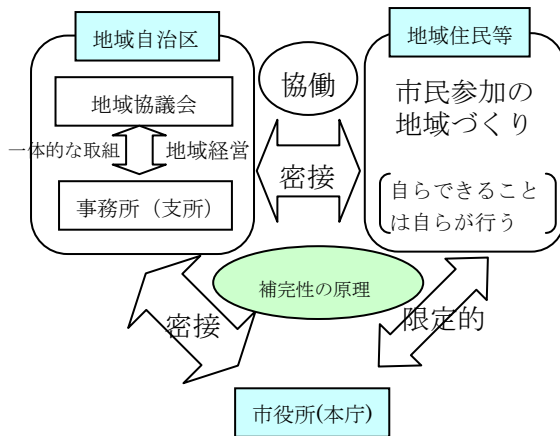 地域自治区
地域協議会
一体的な取組
地域経営
事務所（支所）
協働
密接
地域住民等
市民参加の
地域づくり
自らできること
は自らが行う
補完性の原理
密接
限定的
市役所(本庁)